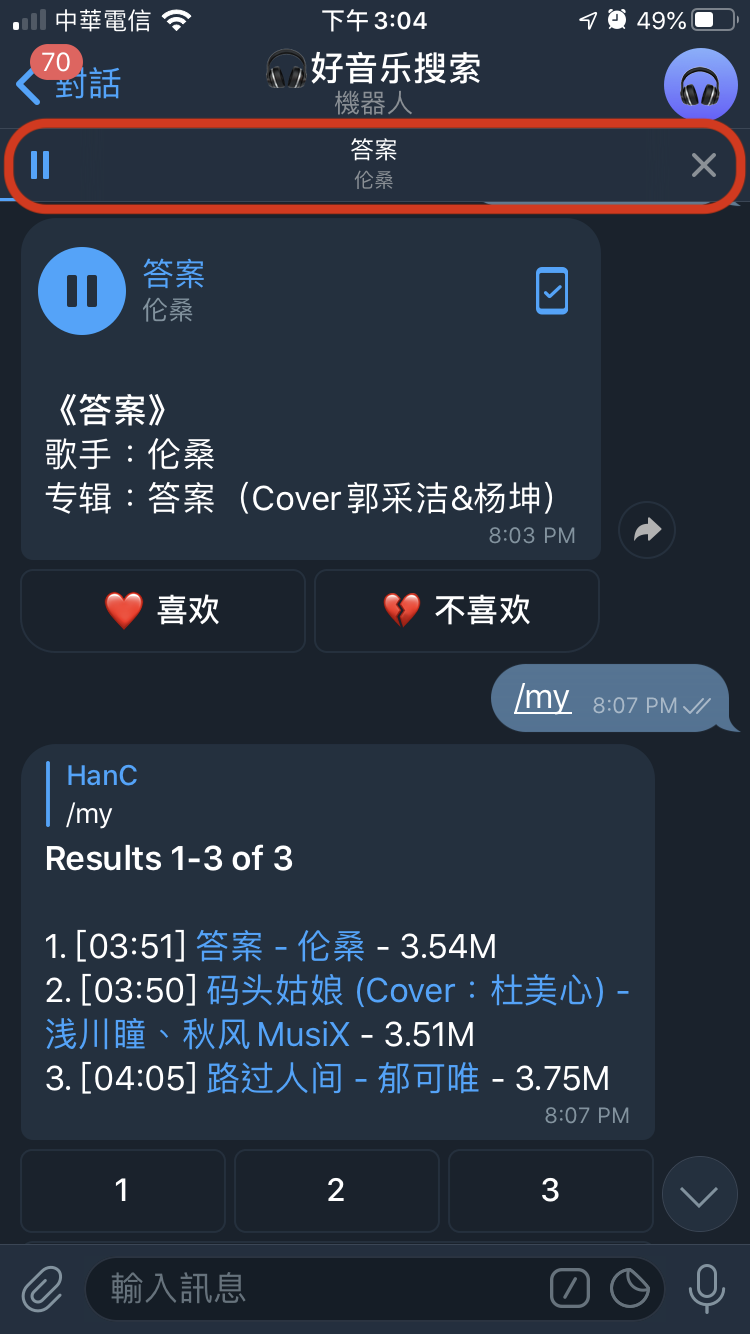 中華電信
下午3:04
49%
70
對話
🎧好音乐搜索
機器人
答案
伦桑
答案
伦桑
《答案》
歌手：伦桑
专辑：答案（Cover 郭采洁&杨坤）
8:03 PM
❤️ 喜欢
💔 不喜欢
/my
8:07 PM
HanC
/my
Results 1-3 of 3
1. [03:51] 答案 - 伦桑 - 3.54M
2. [03:50] 码头姑娘 (Cover：杜美心) -
浅川瞳、秋风 MusiX - 3.51M
3. [04:05] 路过人间 - 郁可唯 - 3.75M
8:07 PM
1
2
3
輸入訊息